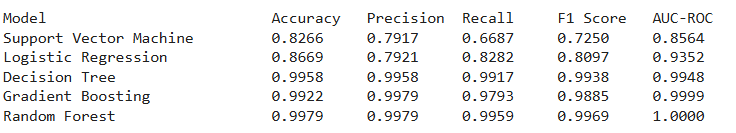 Model Accuracy Precision Recall F1 Score AUC-ROC
Support Vector Machine 0.8266 0.7917 0.6687 0.7250 0.8564
Logistic Regression 0.8669 0.7921 0.8282 0.8097 0.9352
Decision Tree 0.9958 0.9958 0.9917 0.9938 0.9948
Gradient Boosting 0.9922 0.9979 0.9793 0.9885 0.9999
Random Forest 0.9979 0.9979 0.9959 0.9969 1.0000